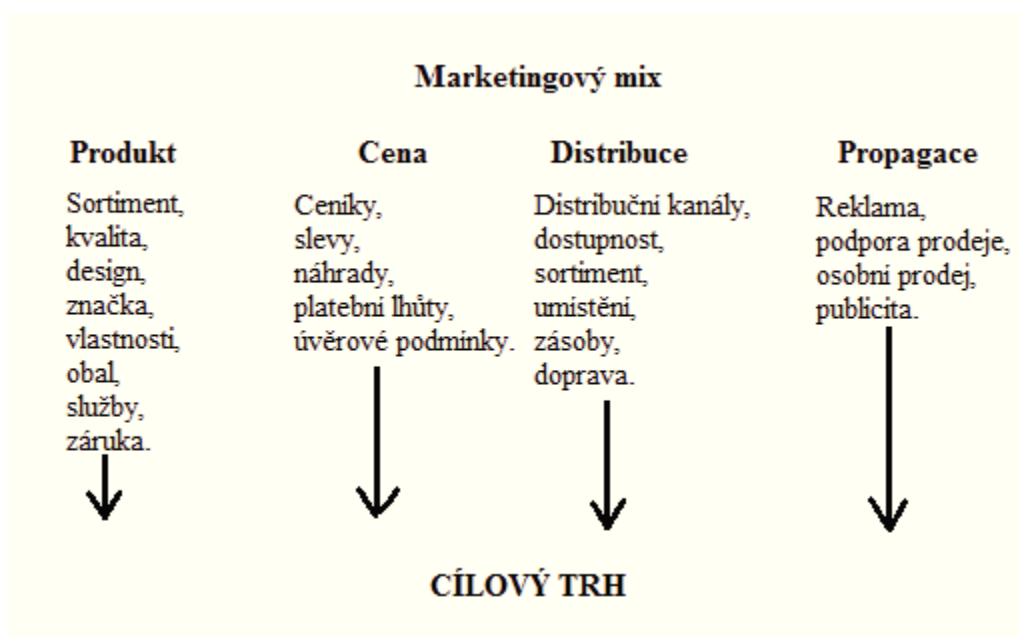 Marketingový mix
Produkt
Sortiment,
kvalita,
design,
značka,
vlastnosti,
obal,
služby,
záruka.
Cena
Ceníky,
slevy,
náhrady,
platební lhůty,
úvěrové podmínky.
Distribuce
Distribuční kanály,
dostupnost,
sortiment,
umístění,
zásoby,
doprava.
Propagace
Reklama,
podpora prodeje,
osobní prodej,
publicita.
CÍLOVÝ TRH